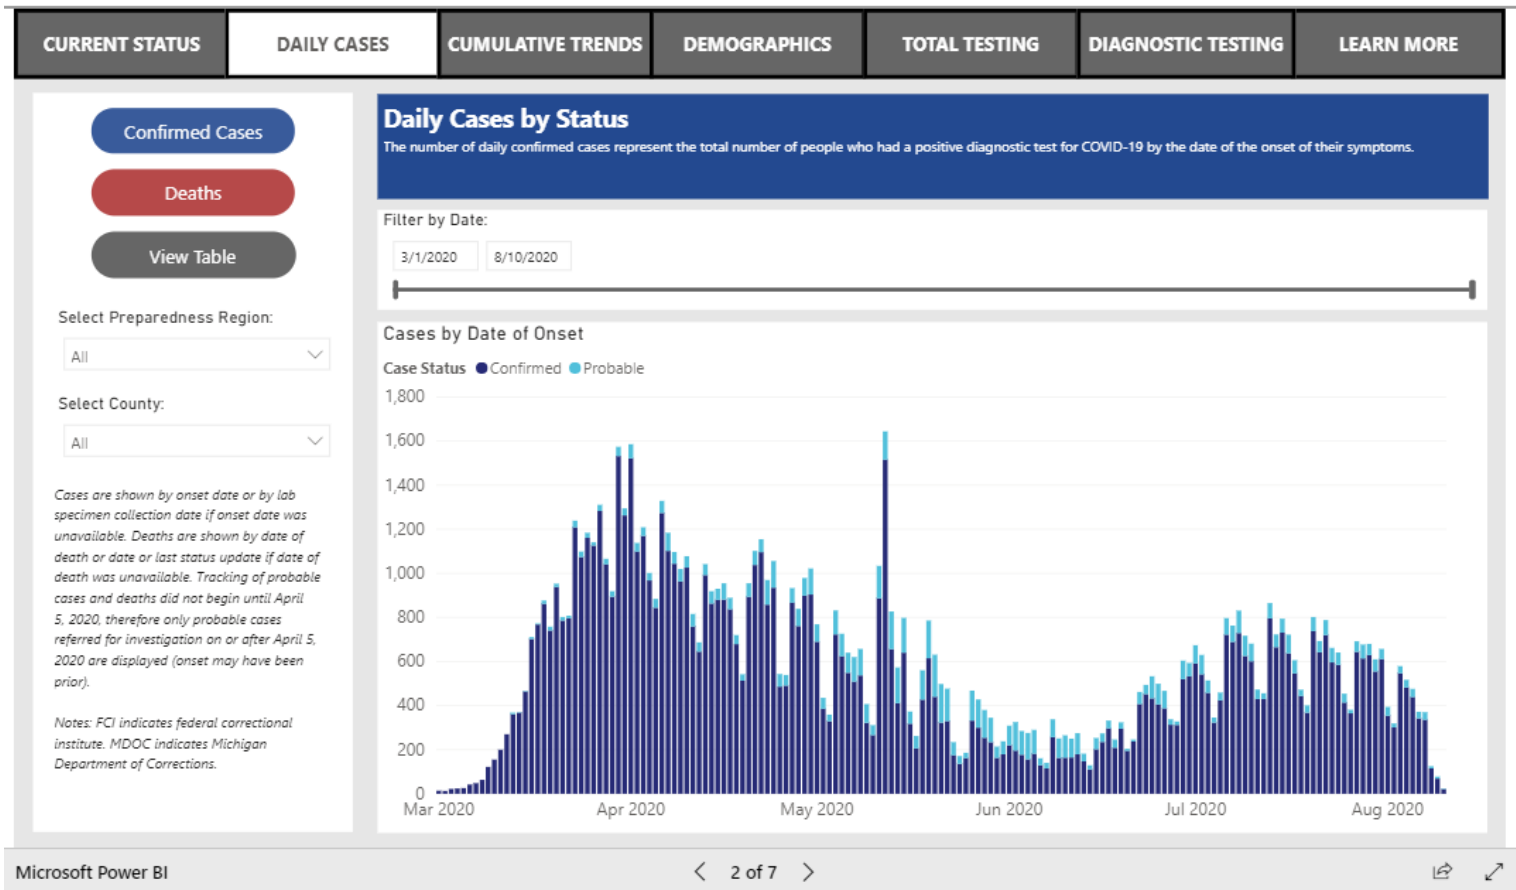 CURRENT STATUS
DAILY CASES
CUMULATIVE TRENDS
DEMOGRAPHICS
TOTAL TESTING
DIAGNOSTIC TESTING
LEARN MORE
Confirmed Cases
Deaths
View Table
Select Preparedness Region:
All
Select County:
All
Cases are shown by onset date or by lab
specimen collection date if onset date was
unavailable. Deaths are shown by date of
death or date or last status update if date of
death was unavailable. Tracking of probable
cases and deaths did not begin until April
5, 2020, therefore only probable cases
referred for investigation on or after April 5,
2020 are displayed (onset may have been
prior).
Notes: FCI indicates federal correctional
institute. MDOC indicates Michigan
Department of Corrections.
Daily Cases by Status
The number of daily confirmed cases represent the total number of people who had a positive diagnostic test for COVID-19 by the date of the onset of their symptoms.
Filter by Date:
3/1/2020
8/10/2020
Cases by Date of Onset
Case Status Confirmed Probable
1,800
1,600
1,400
1,200
1,000
800
600
400
200
0
Mar 2020
Apr 2020
May 2020
Jun 2020
Jul 2020
Aug 2020
Microsoft Power BI
2 of 7